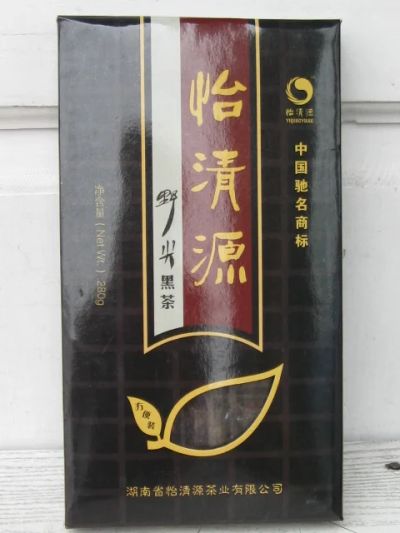 怡清源
YIQINGYUAN
中国驰名商标
怡清源
野尖黑茶
净含量（Net Wt.）280g
方便装
湖南省怡清源茶业有限公司